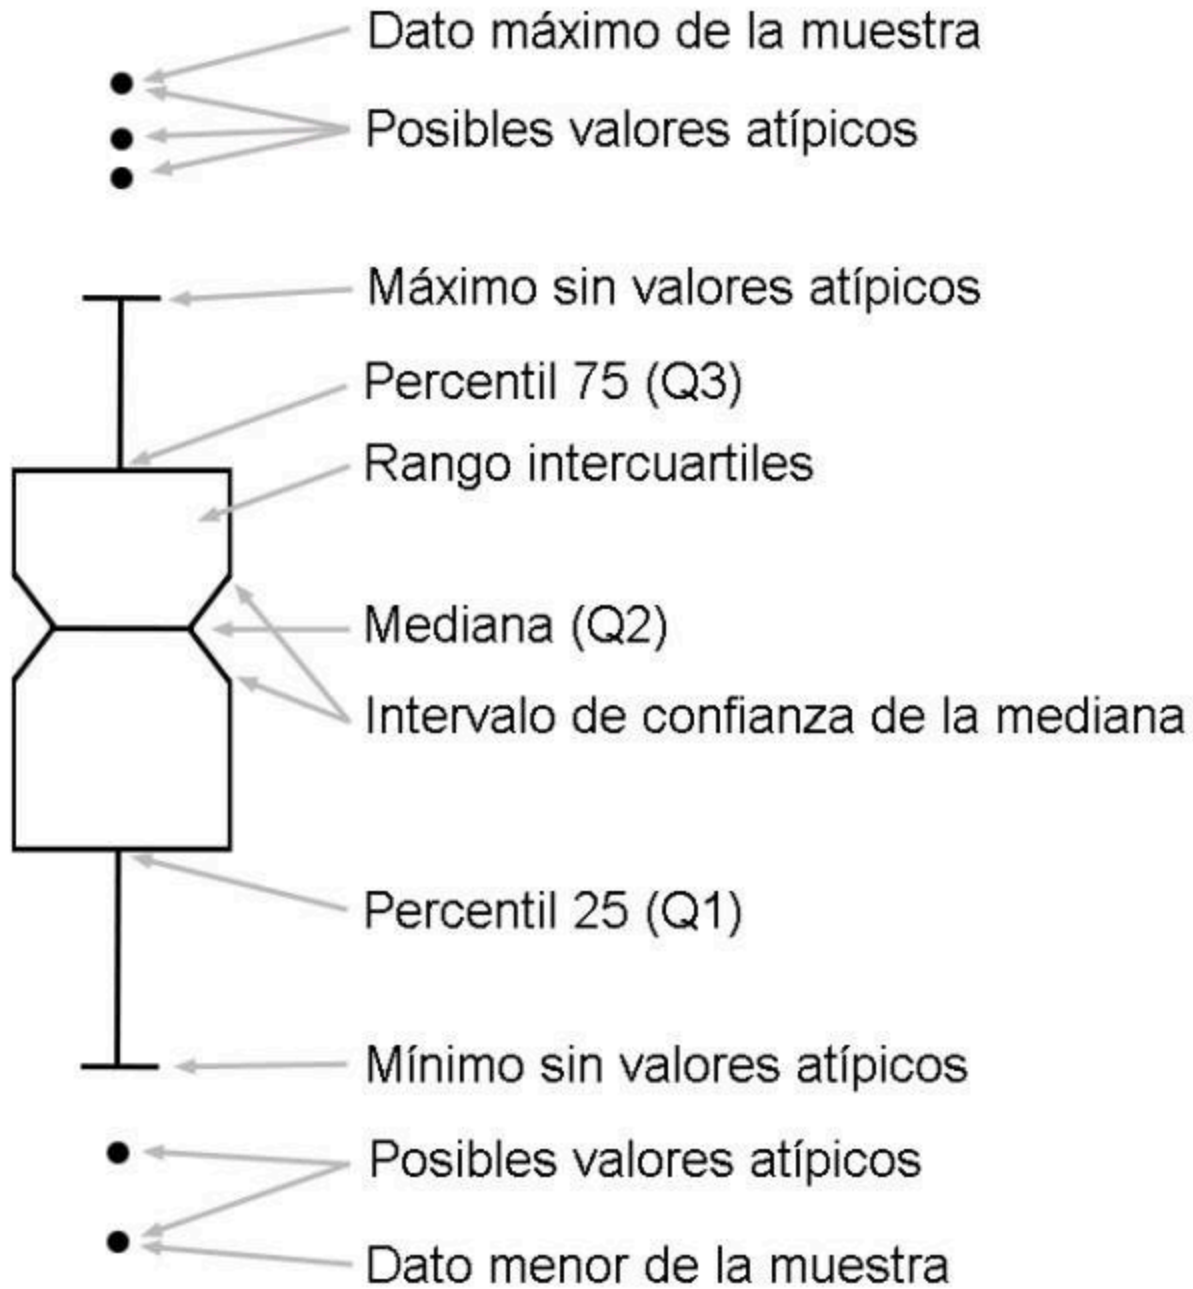 Dato máximo de la muestra
Posibles valores atípicos
Máximo sin valores atípicos
Percentil 75 (Q3)
Rango intercuartiles
Mediana (Q2)
Intervalo de confianza de la mediana
Percentil 25 (Q1)
Mínimo sin valores atípicos
Posibles valores atípicos
Dato menor de la muestra